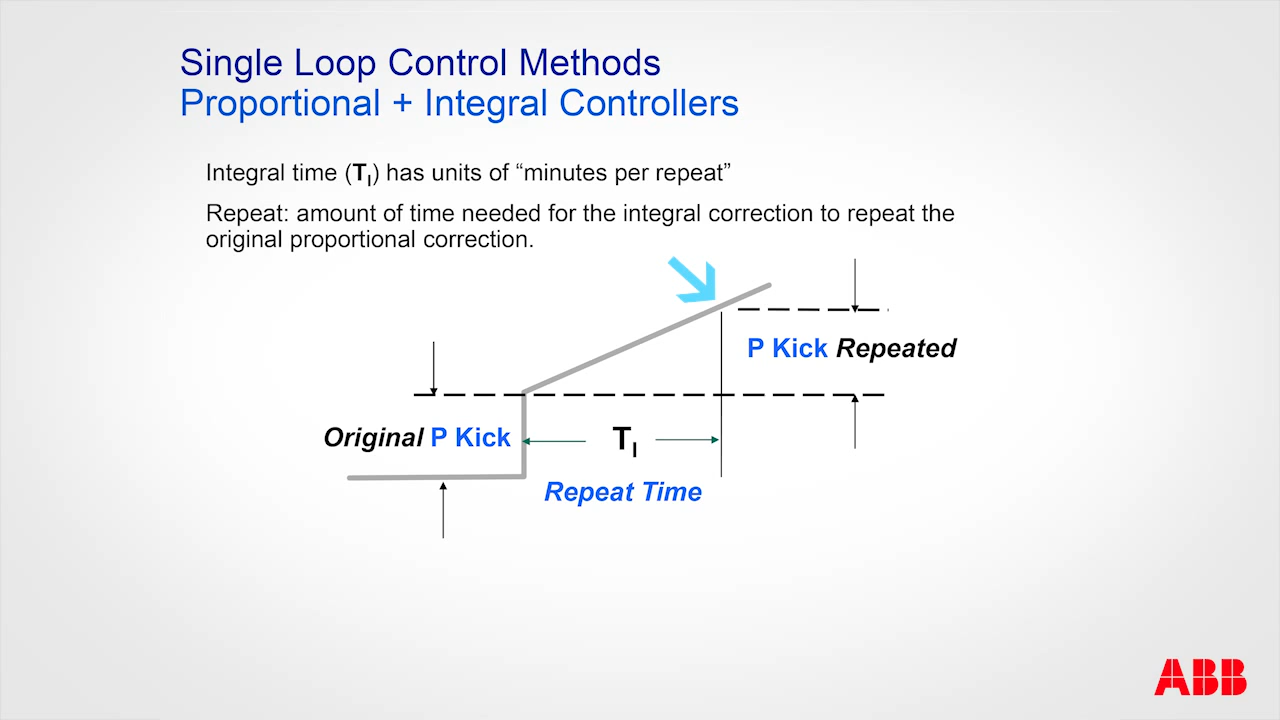 Single Loop Control Methods
Proportional + Integral Controllers
Integral time (TI) has units of “minutes per repeat”
Repeat: amount of time needed for the integral correction to repeat the
original proportional correction.
P Kick Repeated
Original P Kick
TI
Repeat Time
ABB